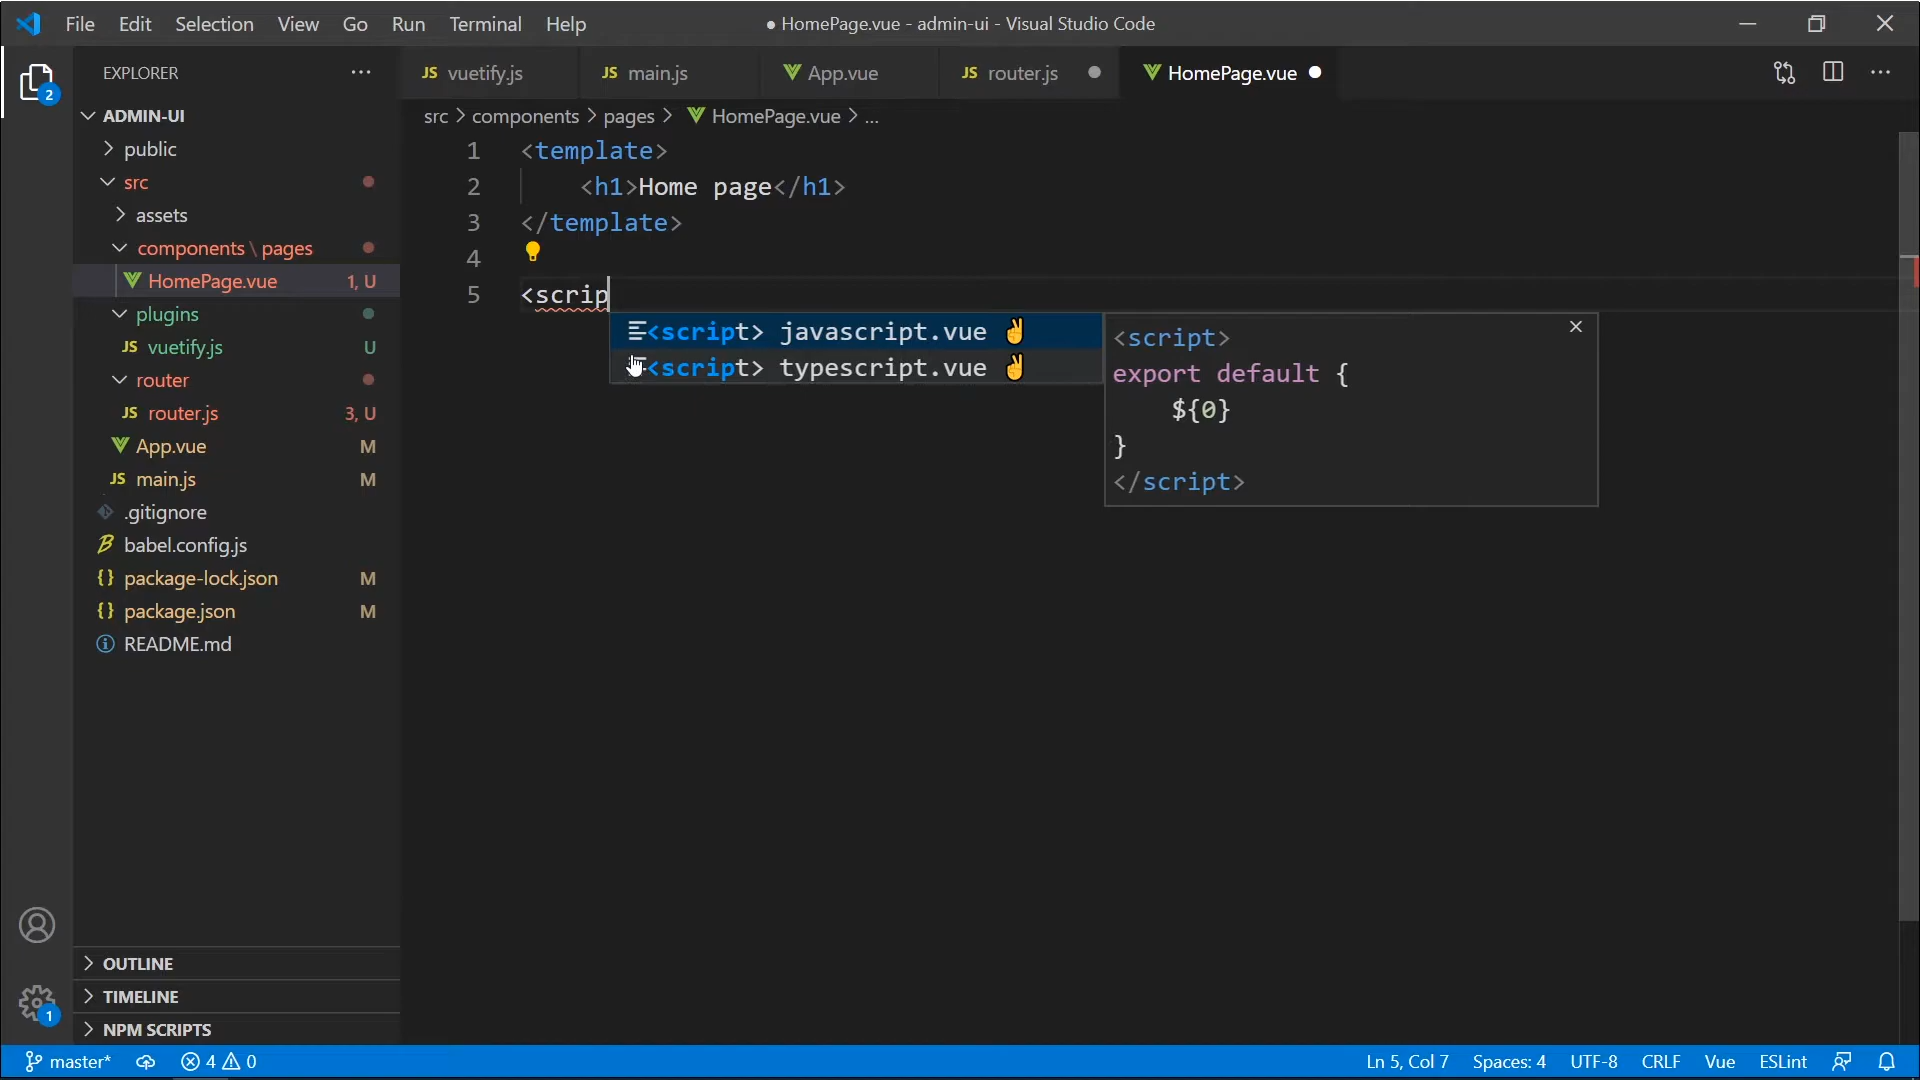 File Edit Selection View Go Run Terminal Help ● HomePage.vue - admin-ui - Visual Studio Code
EXPLORER ...
JS vuetify.js JS main.js App.vue JS router.js HomePage.vue
2
ADMIN-UI
src > components > pages > HomePage.vue > ...
public
src
assets
components \ pages
HomePage.vue 1, U
plugins
JS vuetify.js U
router
JS router.js 3, U
App.vue M
JS main.js M
.gitignore
babel.config.js
{} package-lock.json M
{} package.json M
README.md
OUTLINE
TIMELINE
NPM SCRIPTS
1
1 <template>
2 <h1>Home page</h1>
3 </template>
4
5 <scrip
<script> javascript.vue ✌
<script> typescript.vue ✌
<script>
export default {
${0}
}
</script>
master* 4 0 Ln 5, Col 7 Spaces: 4 UTF-8 CRLF Vue ESLint